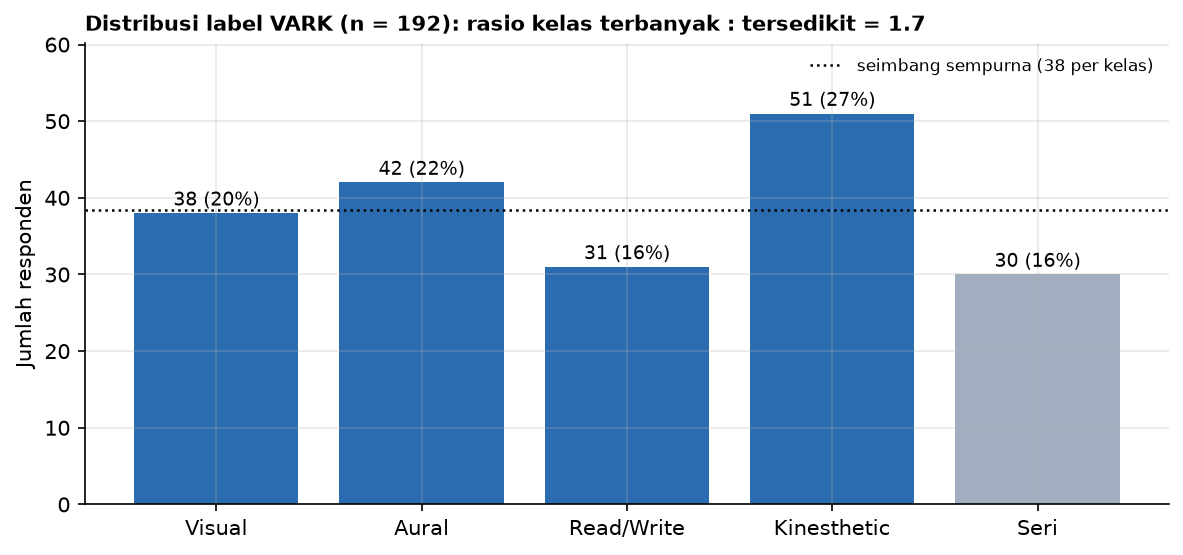 Distribusi label VARK (n = 192): rasio kelas terbanyak : tersedikit = 1.7
seimbang sempurna (38 per kelas)
Jumlah responden
60
50
40
30
20
10
0
38 (20%)
42 (22%)
31 (16%)
51 (27%)
30 (16%)
Visual
Aural
Read/Write
Kinesthetic
Seri